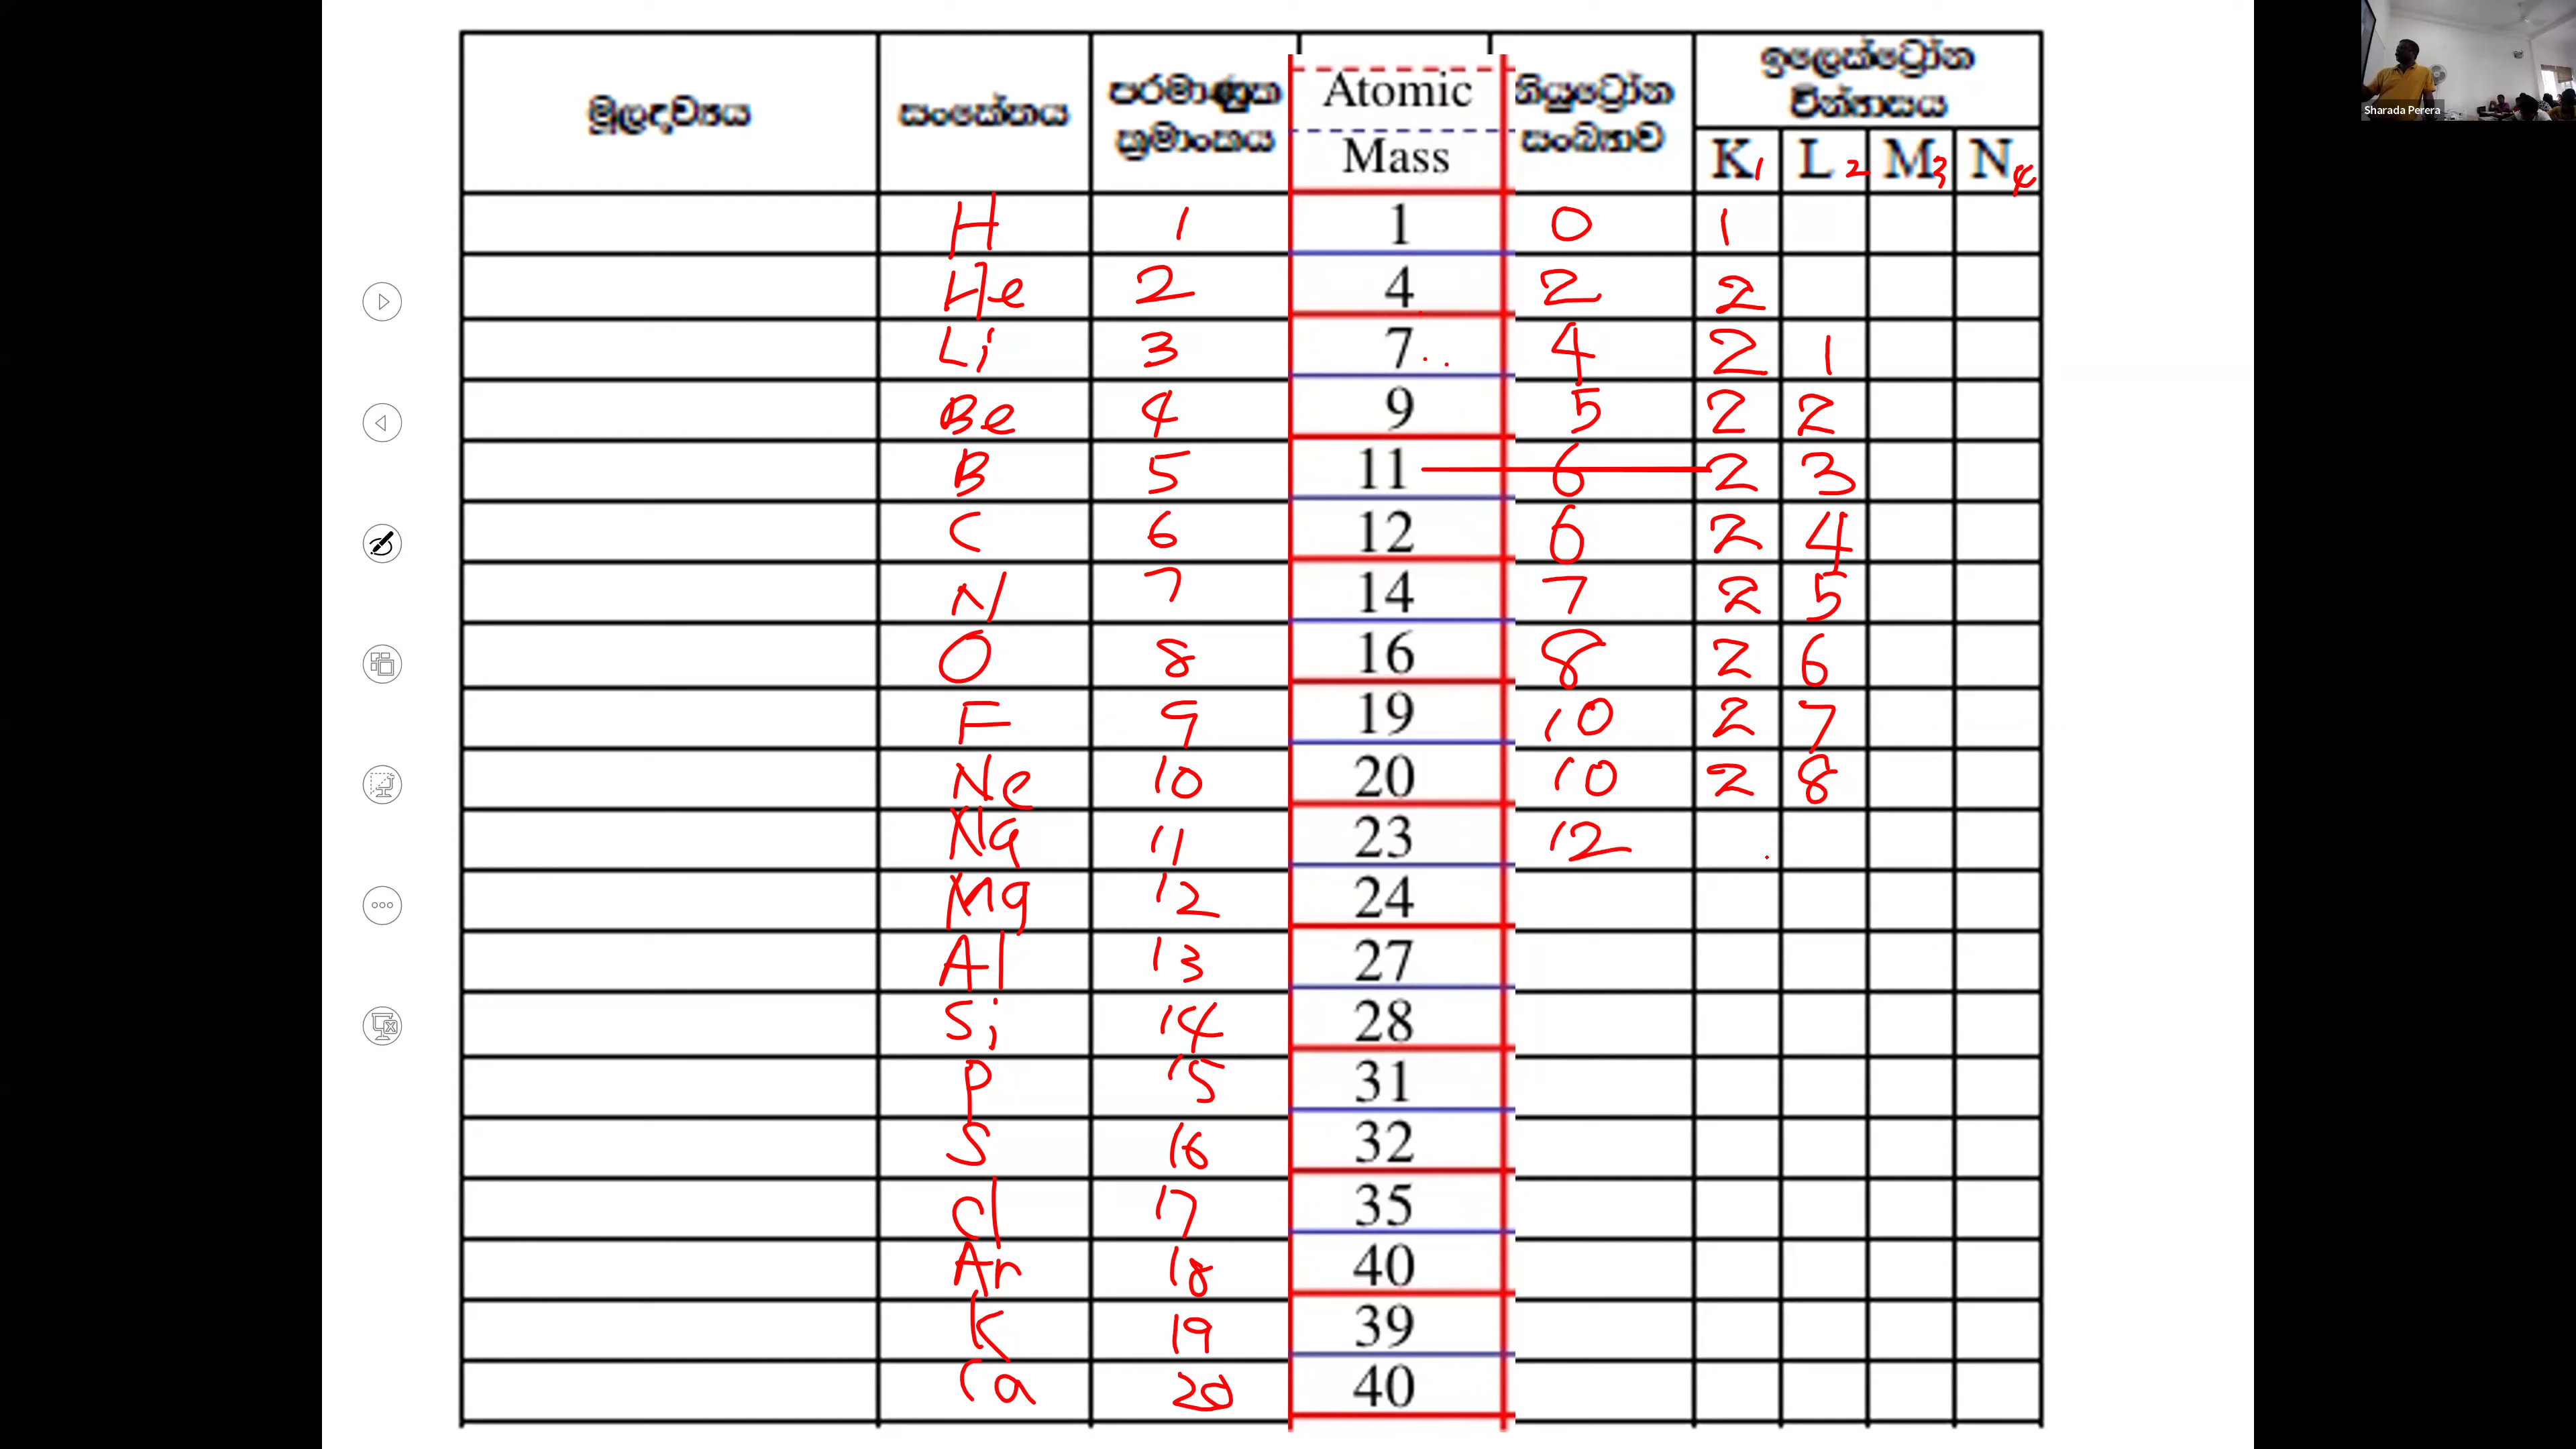 මූලද්‍රව්‍යය සංකේතය පරමාණුක ක්‍රමාංකය Atomic Mass නියුට්‍රෝන සංඛ්‍යාව ඉලෙක්ට්‍රෝන වින්‍යාසය
K1 L2 M3 N4
H 1 1 0 1
He 2 4 2 2
Li 3 7 4 2 1
Be 4 9 5 2 2
B 5 11 6 2 3
C 6 12 6 2 4
N 7 14 7 2 5
O 8 16 8 2 6
F 9 19 10 2 7
Ne 10 20 10 2 8
Na 11 23 12
Mg 12 24
Al 13 27
Si 14 28
P 15 31
S 16 32
Cl 17 35
Ar 18 40
K 19 39
Ca 20 40
Sharada Perera